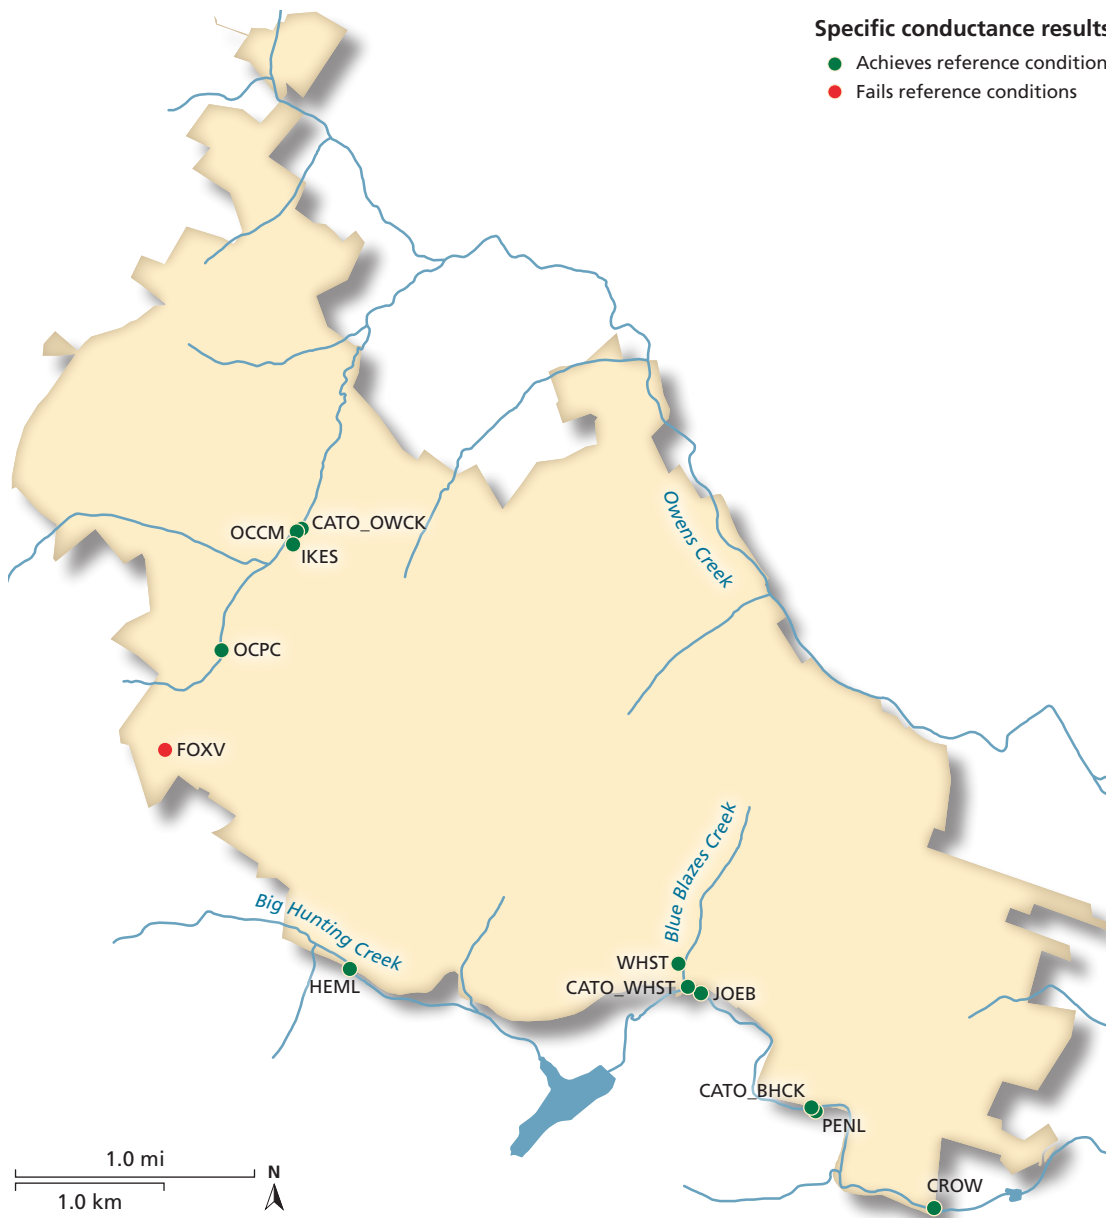 Specific conductance results
Achieves reference condition
Fails reference conditions
Owens Creek
CATO_OWCK
OCCM
IKES
OCPC
FOXV
Blue Blazes Creek
Big Hunting Creek
WHST
HEML
CATO_WHST
JOEB
CATO_BHCK
PENL
1.0 mi
N
1.0 km
CROW